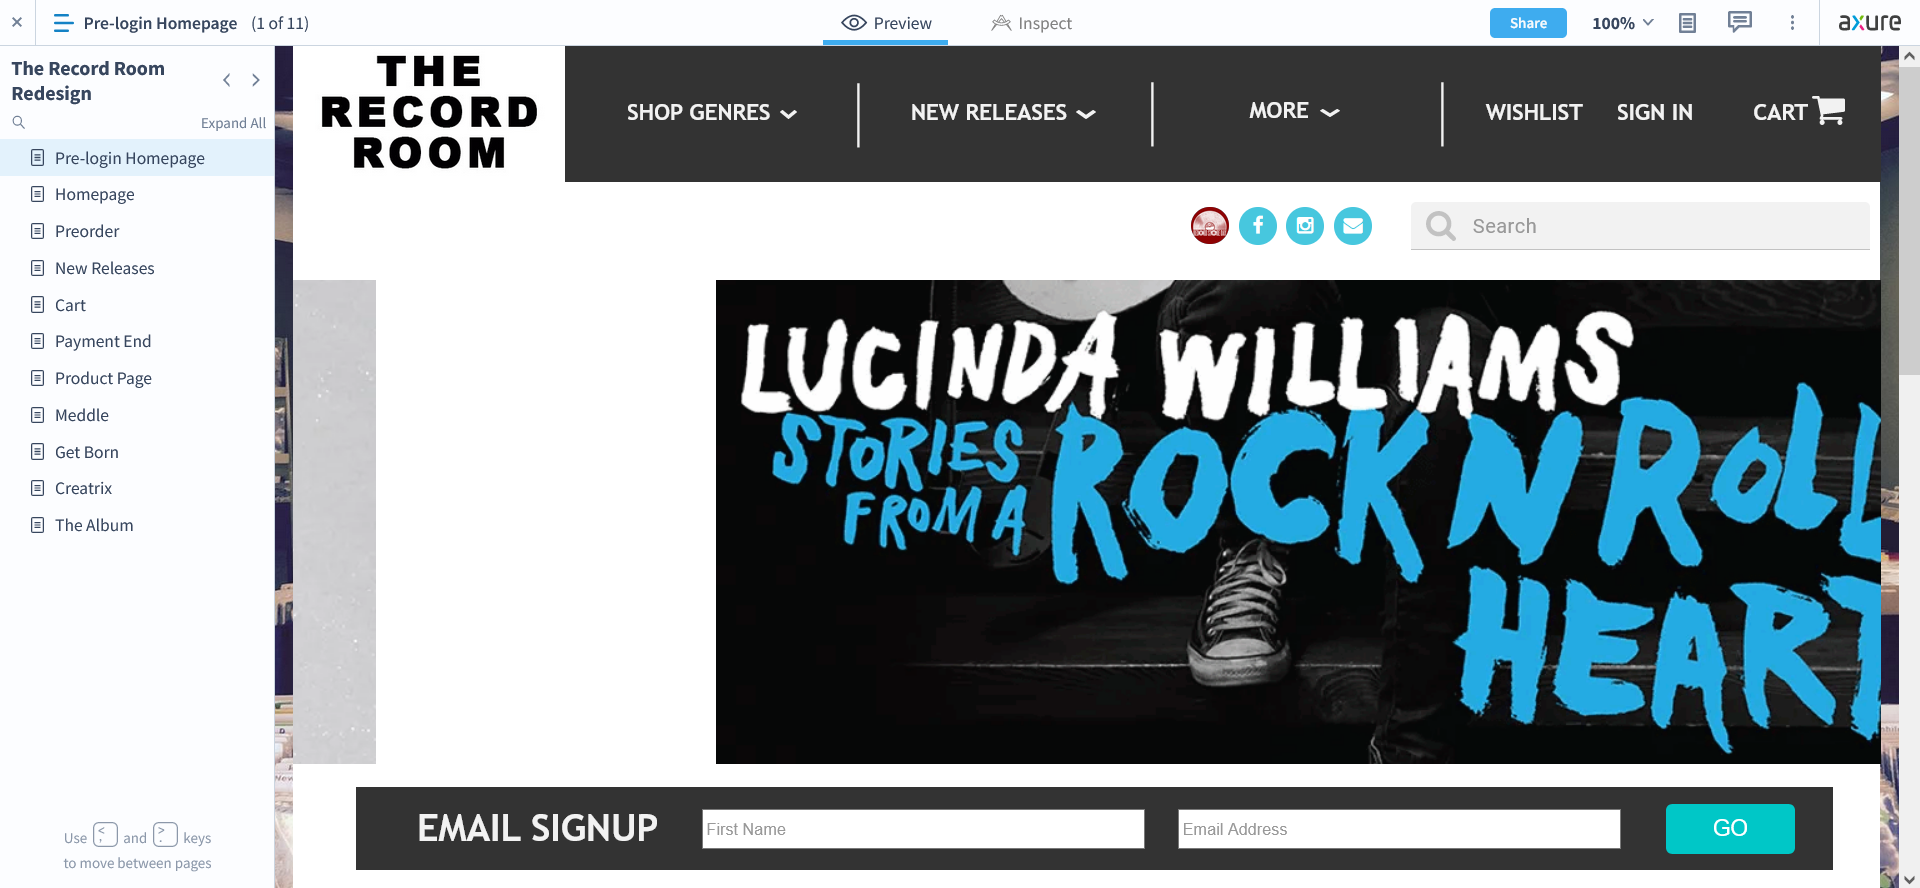 Pre-login Homepage (1 of 11)
Preview
Inspect
Share
100%
axure
The Record Room
Redesign
Expand All
Pre-login Homepage
Homepage
Preorder
New Releases
Cart
Payment End
Product Page
Meddle
Get Born
Creatrix
The Album
Use < , and > . keys
to move between pages
THE
RECORD
ROOM
SHOP GENRES
NEW RELEASES
MORE
WISHLIST
SIGN IN
CART
Search
LUCINDA WILLIAMS
STORIES
FROM A
ROCK N ROLL
HEART
EMAIL SIGNUP
First Name
Email Address
GO